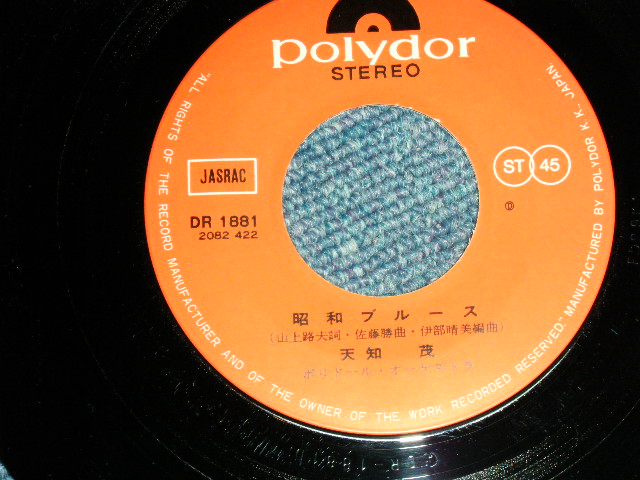 polydor
STEREO
JASRAC
ST 45
DR 1881
2082 422
Ⓓ
昭和ブルース
(山上路夫詞・佐藤勝曲・伊部晴美編曲)
天知 茂
ポリドール・オーケストラ
"ALL RIGHTS OF THE RECORD MANUFACTURER AND OF THE OWNER OF THE WORK RECORDED RESERVED." MANUFACTURED BY POLYDOR K.K. JAPAN.